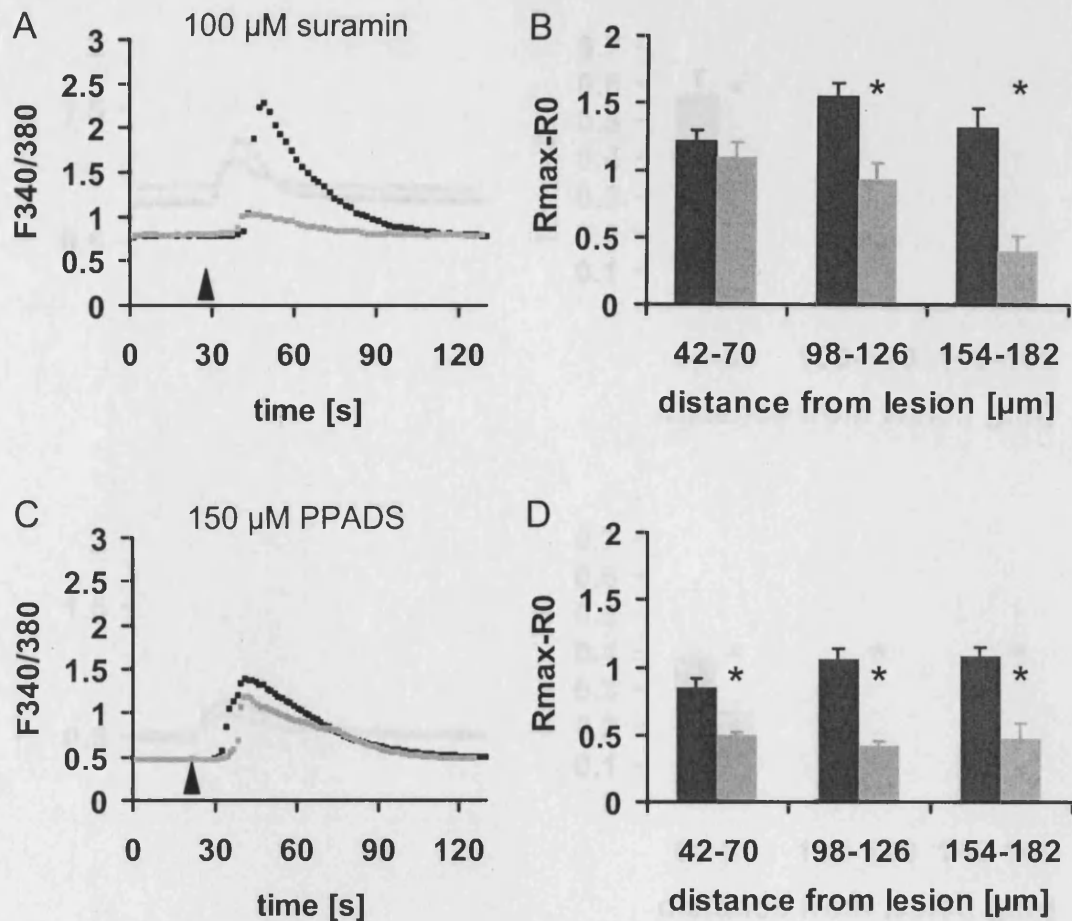 A
100 µM suramin
3
2.5
2
1.5
1
0.5
0
F340/380
0 30 60 90 120
time [s]
B
2
1.5
1
0.5
0
Rmax-R0
* *
42-70 98-126 154-182
distance from lesion [µm]
C
150 µM PPADS
3
2.5
2
1.5
1
0.5
0
F340/380
0 30 60 90 120
time [s]
D
2
1.5
1
0.5
0
Rmax-R0
* * *
42-70 98-126 154-182
distance from lesion [µm]